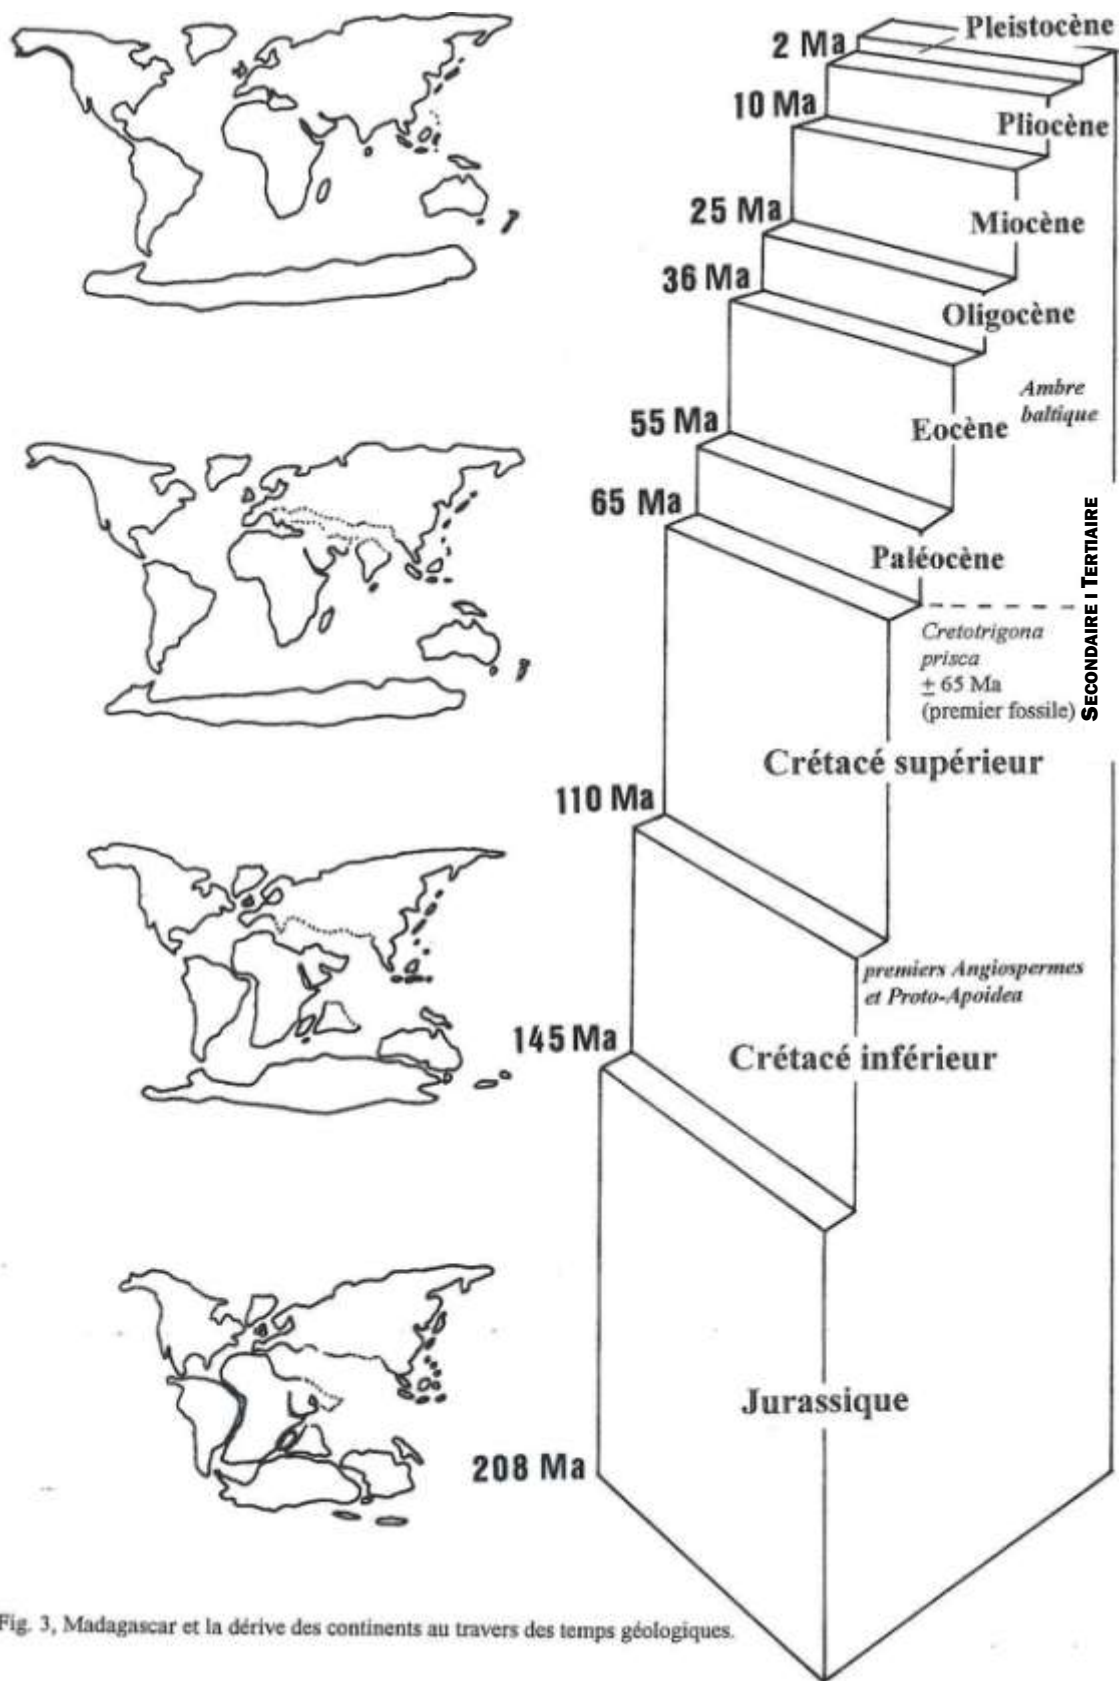 Pleistocène
2 Ma
10 Ma
Pliocène
25 Ma
Miocène
36 Ma
Oligocène
Ambre
baltique
55 Ma
Eocène
65 Ma
SECONDAIRE I TERTIAIRE
Paléocène
Cretotrigona
prisca
± 65 Ma
(premier fossile)
Crétacé supérieur
110 Ma
premiers Angiospermes
et Proto-Apoidea
145 Ma
Crétacé inférieur
Jurassique
208 Ma
Fig. 3, Madagascar et la dérive des continents au travers des temps géologiques.